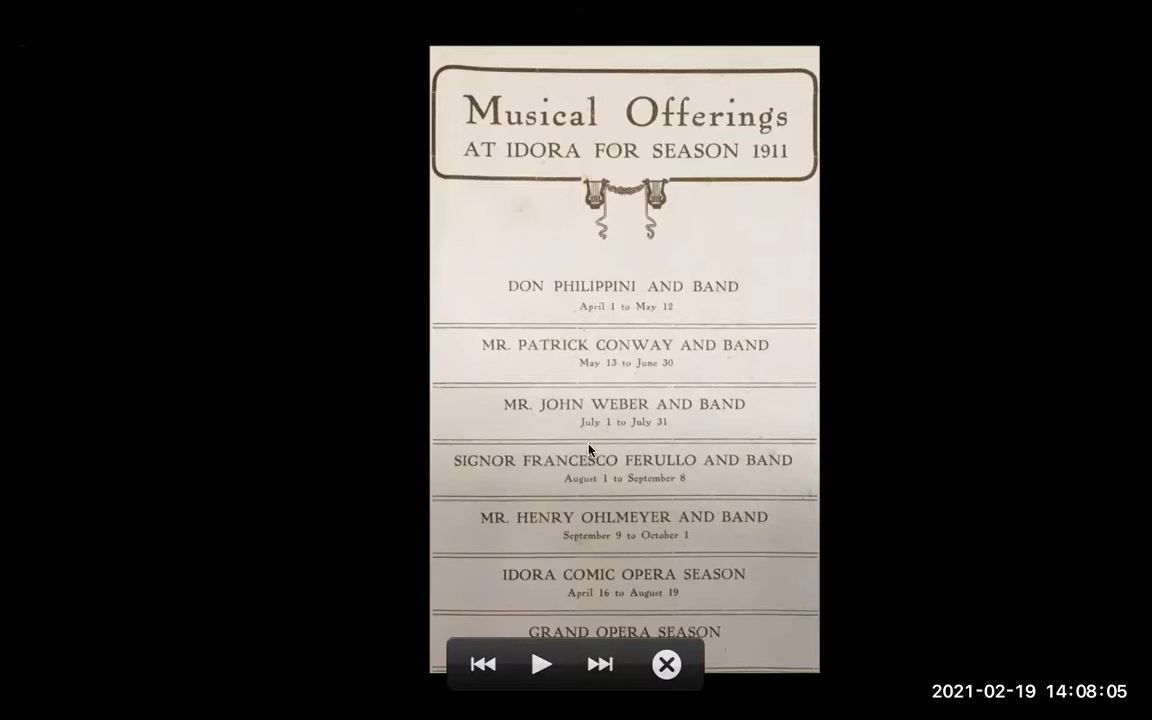 Musical Offerings
AT IDORA FOR SEASON 1911
DON PHILIPPINI AND BAND
April 1 to May 12
MR. PATRICK CONWAY AND BAND
May 13 to June 30
MR. JOHN WEBER AND BAND
July 1 to July 31
SIGNOR FRANCESCO FERULLO AND BAND
August 1 to September 8
MR. HENRY OHLMEYER AND BAND
September 9 to October 1
IDORA COMIC OPERA SEASON
April 16 to August 19
GRAND OPERA SEASON
2021-02-19 14:08:05